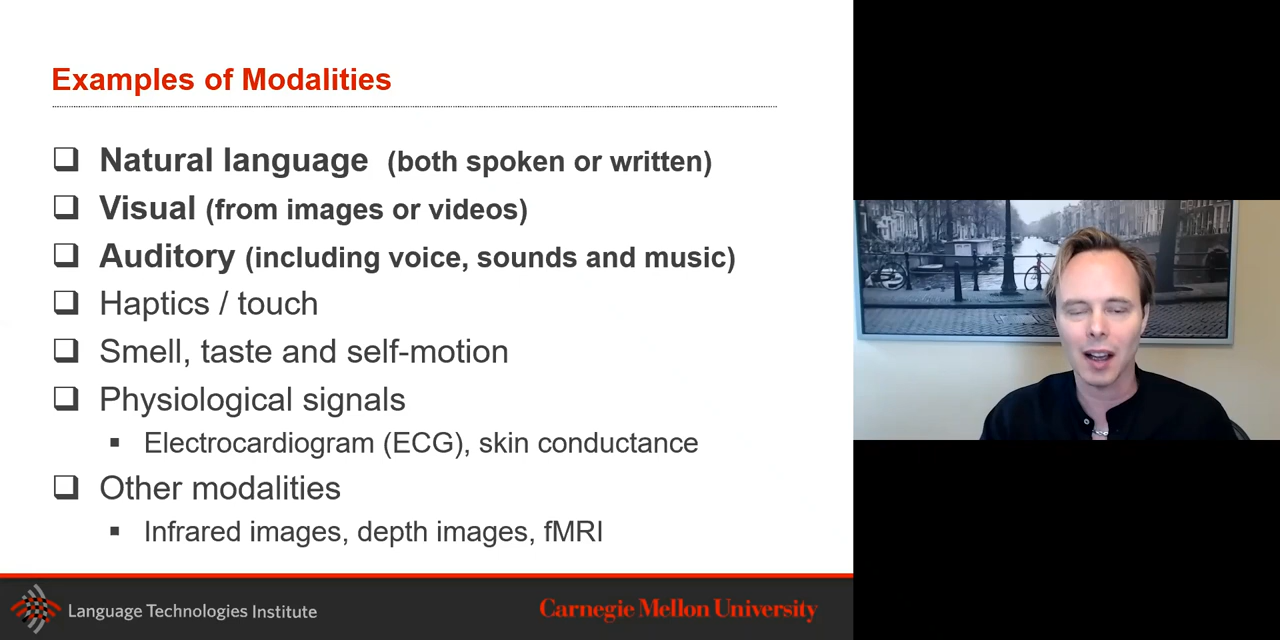 Examples of Modalities
❑ Natural language (both spoken or written)
❑ Visual (from images or videos)
❑ Auditory (including voice, sounds and music)
❑ Haptics / touch
❑ Smell, taste and self-motion
❑ Physiological signals
▪ Electrocardiogram (ECG), skin conductance
❑ Other modalities
▪ Infrared images, depth images, fMRI
Language Technologies Institute
Carnegie Mellon University